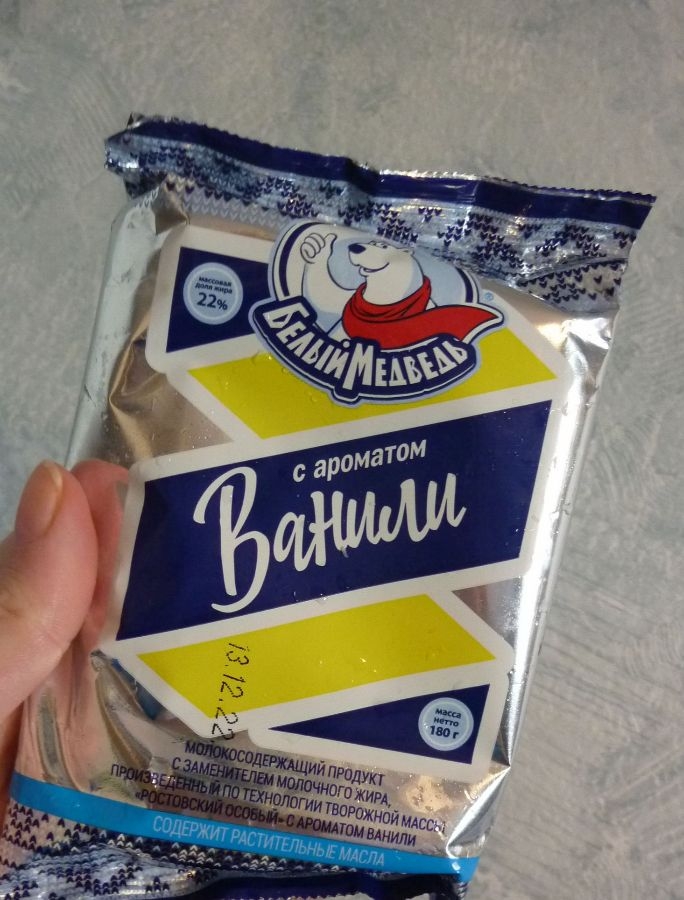 массовая
доля жира
22%
БЕЛЫЙ МЕДВЕДЬ
®
с ароматом
Ванили
13.12.22
масса
нетто
180 г
МОЛОКОСОДЕРЖАЩИЙ ПРОДУКТ
С ЗАМЕНИТЕЛЕМ МОЛОЧНОГО ЖИРА,
ПРОИЗВЕДЕННЫЙ ПО ТЕХНОЛОГИИ ТВОРОЖНОЙ МАССЫ
«РОСТОВСКИЙ ОСОБЫЙ» С АРОМАТОМ ВАНИЛИ
СОДЕРЖИТ РАСТИТЕЛЬНЫЕ МАСЛА